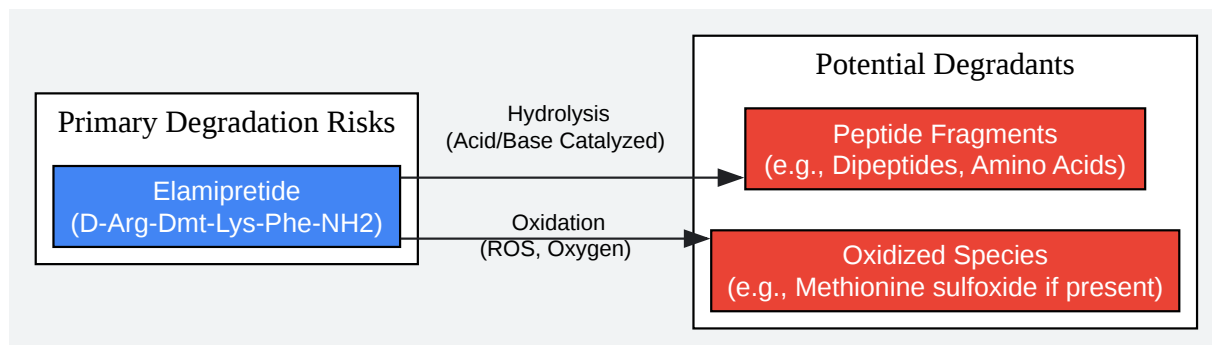 Primary Degradation Risks
Elamipretide
(D-Arg-Dmt-Lys-Phe-NH2)
Hydrolysis
(Acid/Base Catalyzed)
Oxidation
(ROS, Oxygen)
Potential Degradants
Peptide Fragments
(e.g., Dipeptides, Amino Acids)
Oxidized Species
(e.g., Methionine sulfoxide if present)